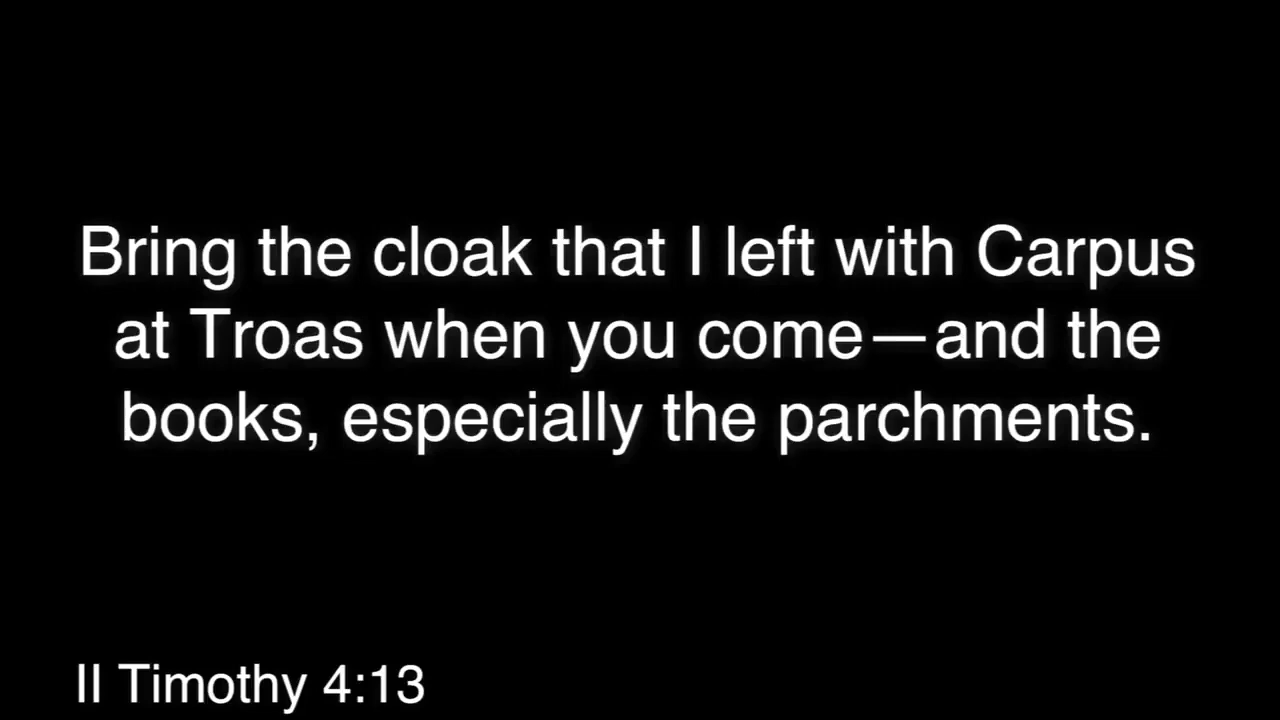 Bring the cloak that I left with Carpus
at Troas when you come—and the
books, especially the parchments.
II Timothy 4:13